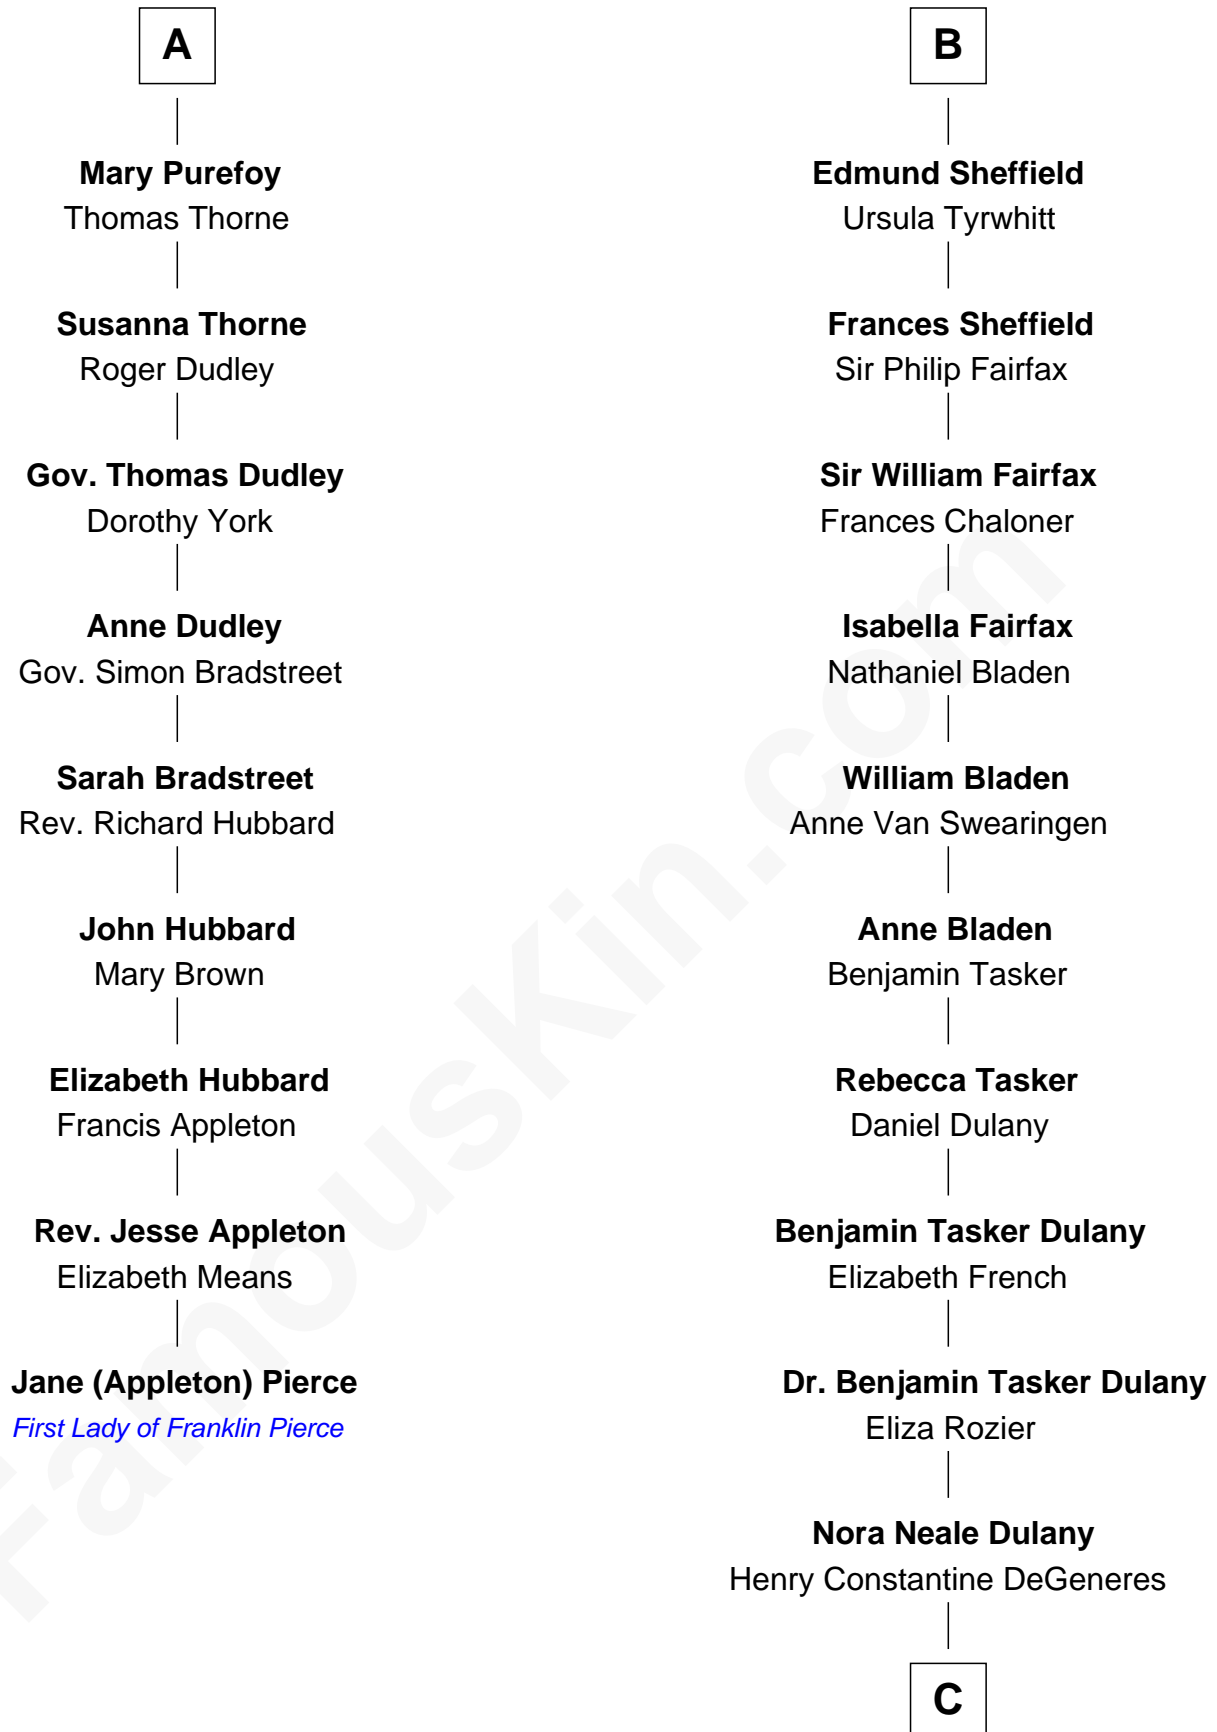 A
Mary Purefoy
Thomas Thorne
Susanna Thorne
Roger Dudley
Gov. Thomas Dudley
Dorothy York
Anne Dudley
Gov. Simon Bradstreet
Sarah Bradstreet
Rev. Richard Hubbard
John Hubbard
Mary Brown
Elizabeth Hubbard
Francis Appleton
Rev. Jesse Appleton
Elizabeth Means
Jane (Appleton) Pierce
First Lady of Franklin Pierce
B
Edmund Sheffield
Ursula Tyrwhitt
Frances Sheffield
Sir Philip Fairfax
Sir William Fairfax
Frances Chaloner
Isabella Fairfax
Nathaniel Bladen
William Bladen
Anne Van Swearingen
Anne Bladen
Benjamin Tasker
Rebecca Tasker
Daniel Dulany
Benjamin Tasker Dulany
Elizabeth French
Dr. Benjamin Tasker Dulany
Eliza Rozier
Nora Neale Dulany
Henry Constantine DeGeneres
C
FamousKin.com